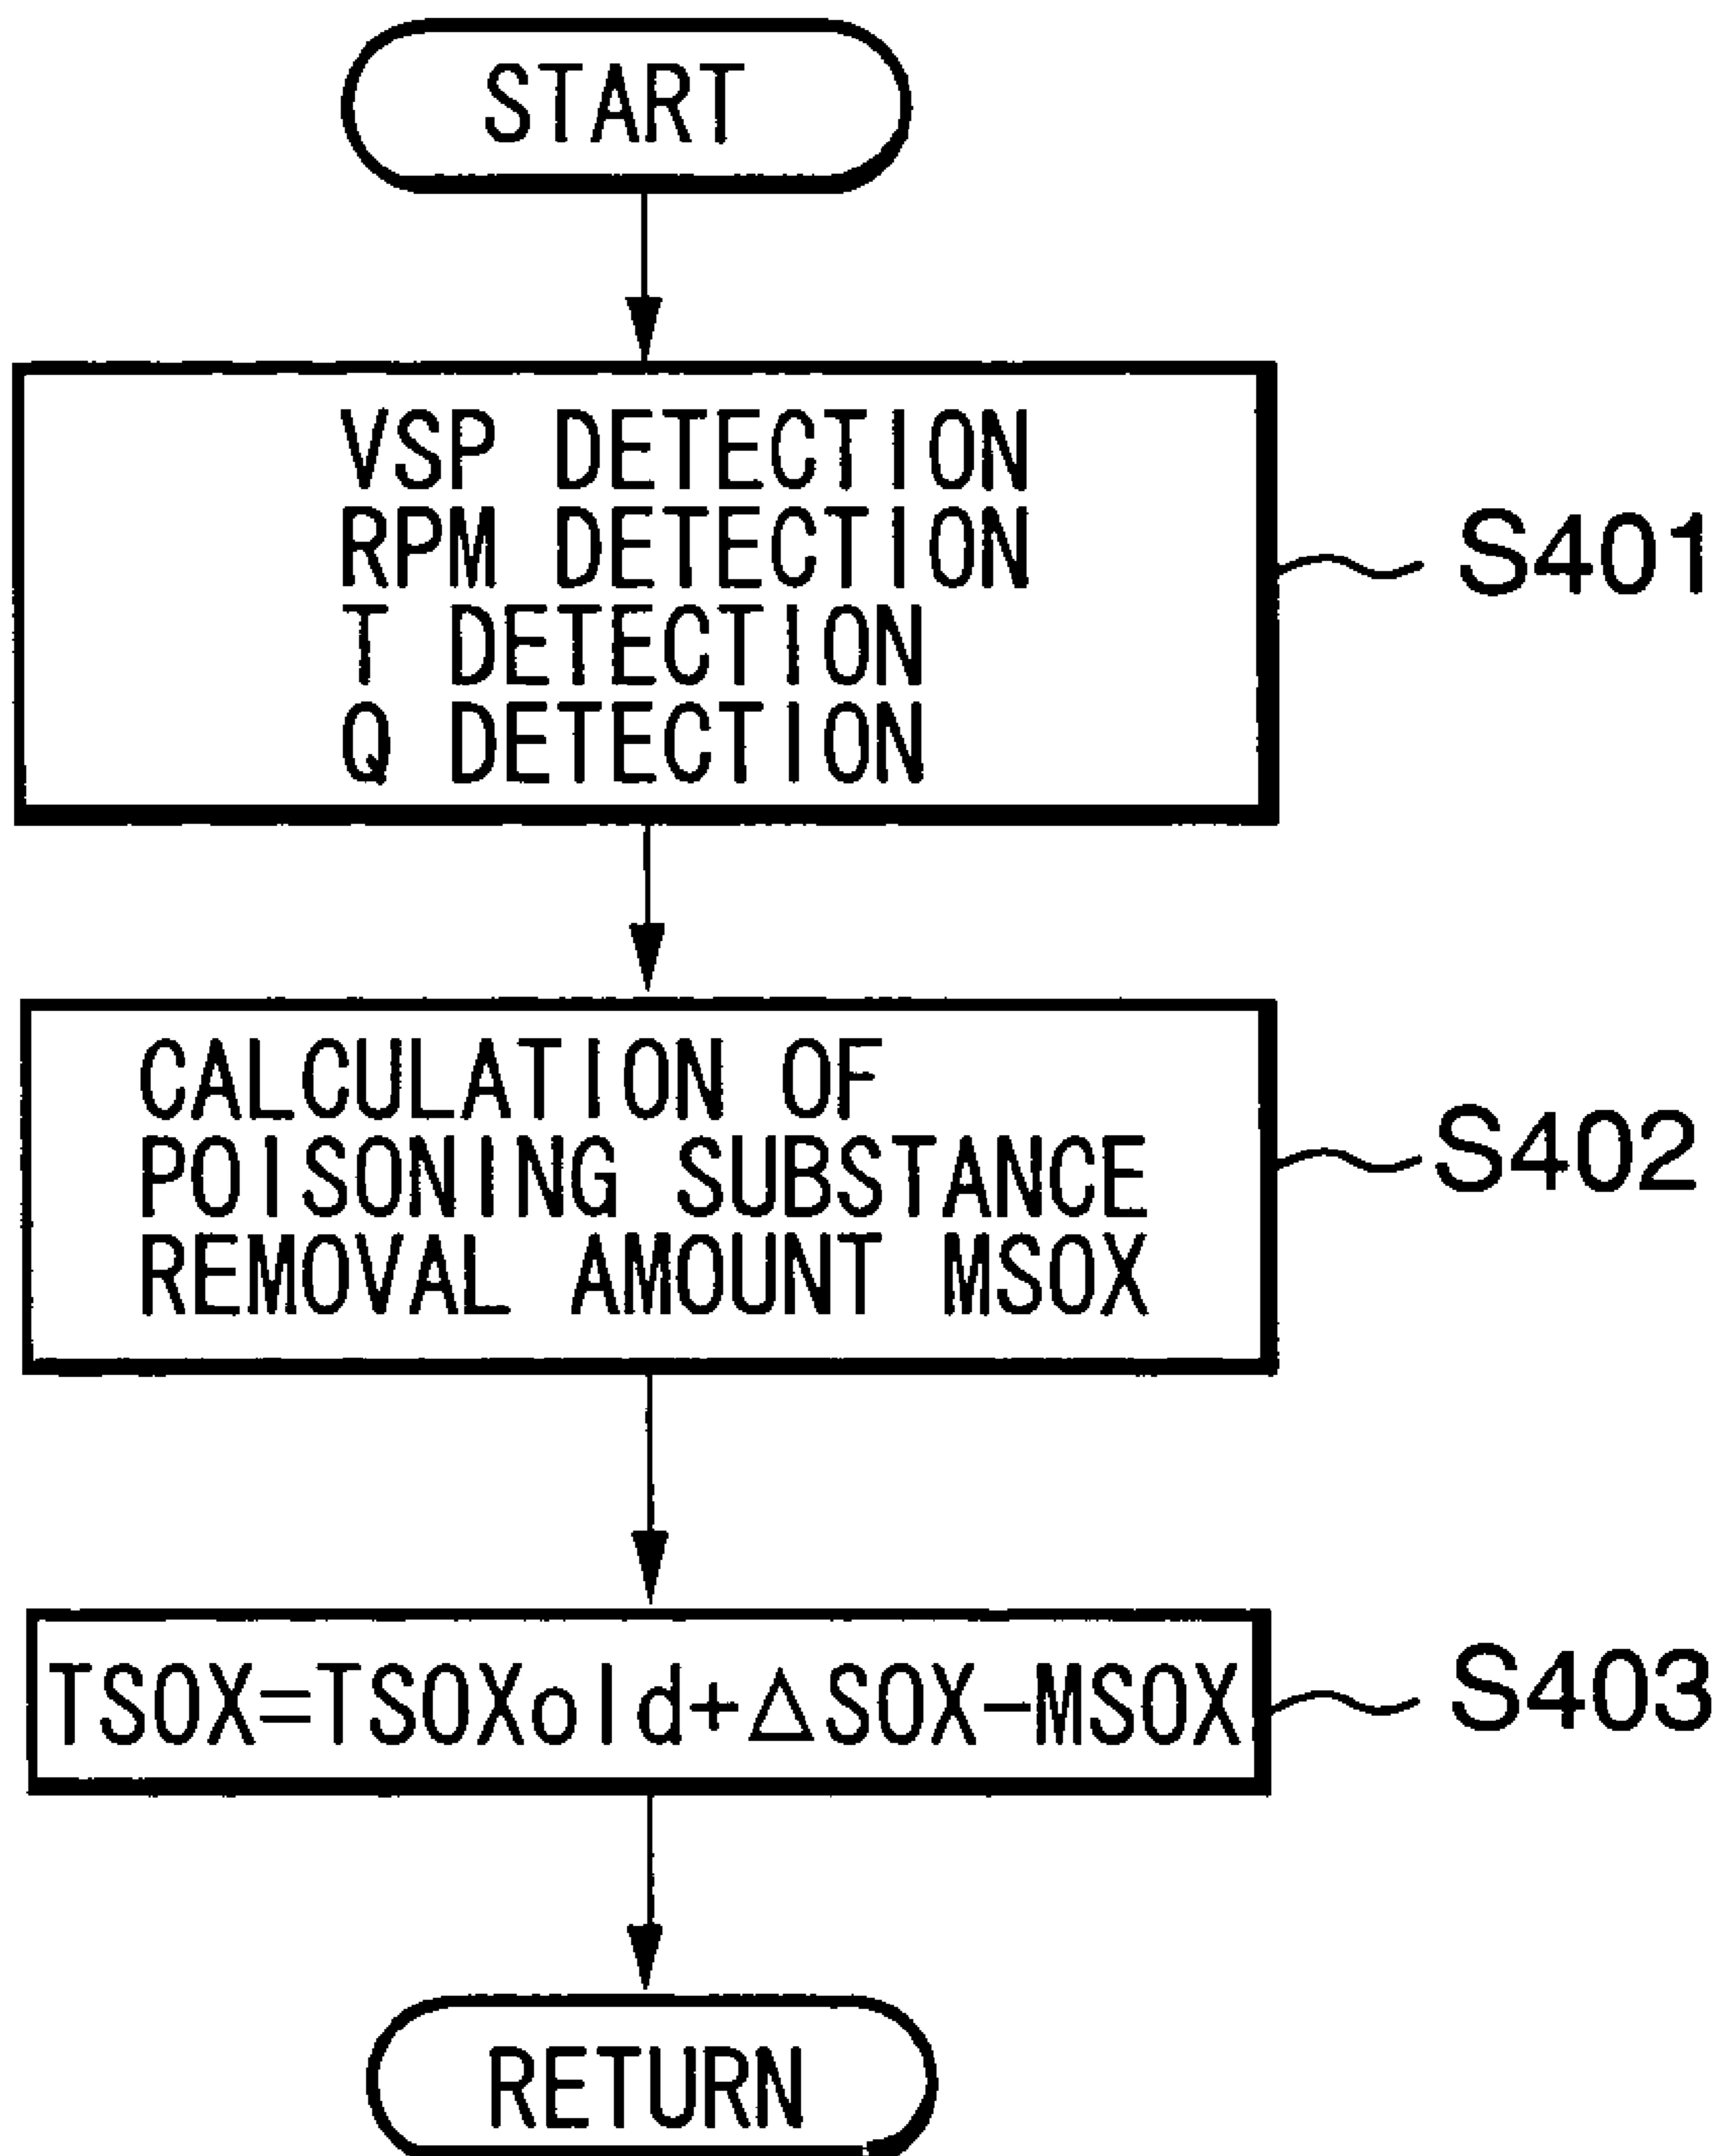 START
VSP DETECTION
RPM DETECTION
T DETECTION
Q DETECTION
S401
CALCULATION OF
POISONING SUBSTANCE
REMOVAL AMOUNT MSOX
S402
TSOX=TSOXold+△SOX-MSOX
S403
RETURN